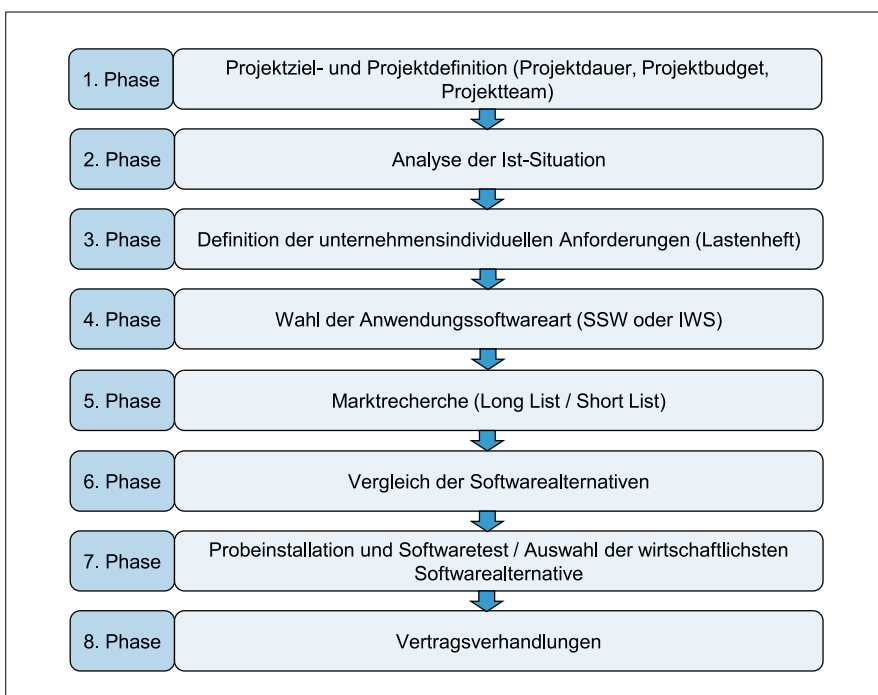 1. Phase
Projektziel- und Projektdefinition (Projektdauer, Projektbudget,
Projektteam)
2. Phase
Analyse der Ist-Situation
3. Phase
Definition der unternehmensindividuellen Anforderungen (Lastenheft)
4. Phase
Wahl der Anwendungssoftwareart (SSW oder IWS)
5. Phase
Marktrecherche (Long List / Short List)
6. Phase
Vergleich der Softwarealternativen
7. Phase
Probeinstallation und Softwaretest / Auswahl der wirtschaftlichsten
Softwarealternative
8. Phase
Vertragsverhandlungen